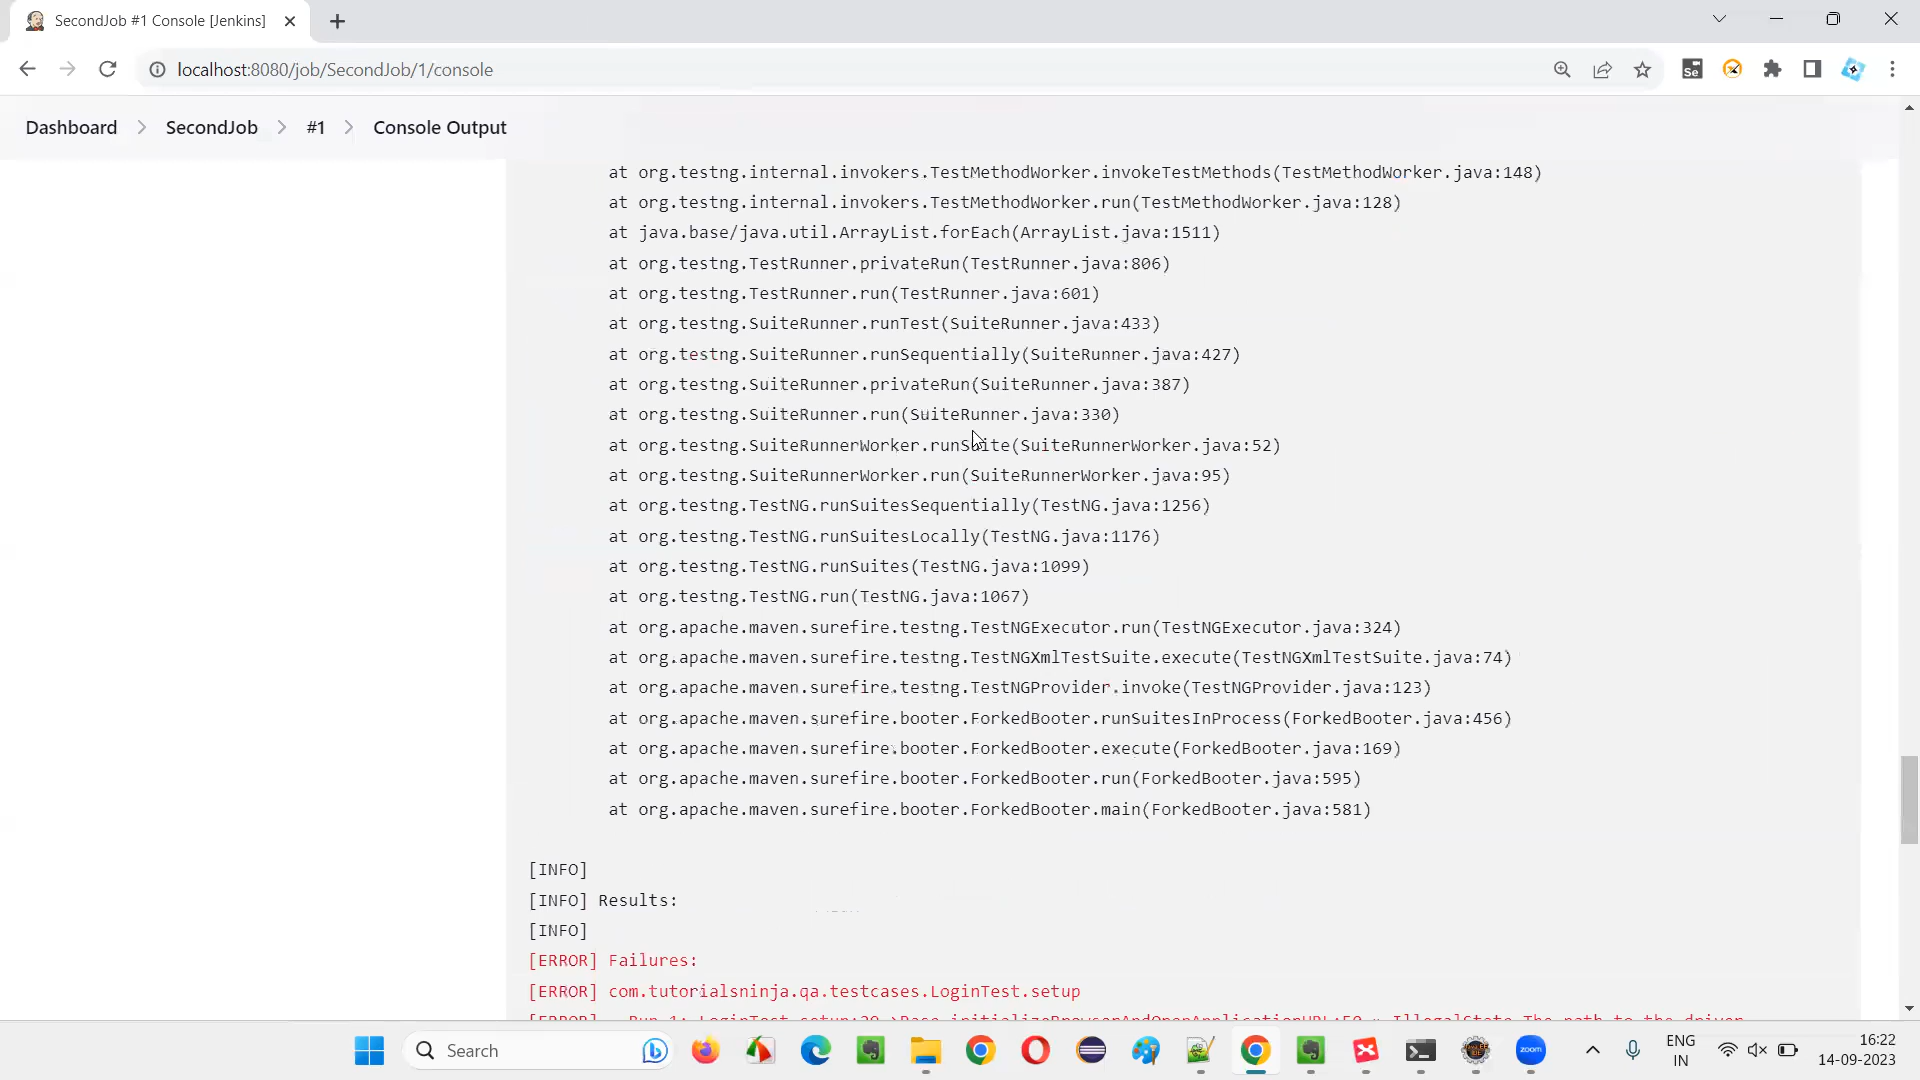 SecondJob #1 Console [Jenkins]
localhost:8080/job/SecondJob/1/console
Dashboard > SecondJob > #1 > Console Output
at org.testng.internal.invokers.TestMethodWorker.invokeTestMethods(TestMethodWorker.java:148)
at org.testng.internal.invokers.TestMethodWorker.run(TestMethodWorker.java:128)
at java.base/java.util.ArrayList.forEach(ArrayList.java:1511)
at org.testng.TestRunner.privateRun(TestRunner.java:806)
at org.testng.TestRunner.run(TestRunner.java:601)
at org.testng.SuiteRunner.runTest(SuiteRunner.java:433)
at org.testng.SuiteRunner.runSequentially(SuiteRunner.java:427)
at org.testng.SuiteRunner.privateRun(SuiteRunner.java:387)
at org.testng.SuiteRunner.run(SuiteRunner.java:330)
at org.testng.SuiteRunnerWorker.runSuite(SuiteRunnerWorker.java:52)
at org.testng.SuiteRunnerWorker.run(SuiteRunnerWorker.java:95)
at org.testng.TestNG.runSuitesSequentially(TestNG.java:1256)
at org.testng.TestNG.runSuitesLocally(TestNG.java:1176)
at org.testng.TestNG.runSuites(TestNG.java:1099)
at org.testng.TestNG.run(TestNG.java:1067)
at org.apache.maven.surefire.testng.TestNGExecutor.run(TestNGExecutor.java:324)
at org.apache.maven.surefire.testng.TestNGXmlTestSuite.execute(TestNGXmlTestSuite.java:74)
at org.apache.maven.surefire.testng.TestNGProvider.invoke(TestNGProvider.java:123)
at org.apache.maven.surefire.booter.ForkedBooter.runSuitesInProcess(ForkedBooter.java:456)
at org.apache.maven.surefire.booter.ForkedBooter.execute(ForkedBooter.java:169)
at org.apache.maven.surefire.booter.ForkedBooter.run(ForkedBooter.java:595)
at org.apache.maven.surefire.booter.ForkedBooter.main(ForkedBooter.java:581)
[INFO]
[INFO] Results:
[INFO]
[ERROR] Failures:
[ERROR] com.tutorialsninja.qa.testcases.LoginTest.setup
Search
zoom
ENG
IN
16:22
14-09-2023